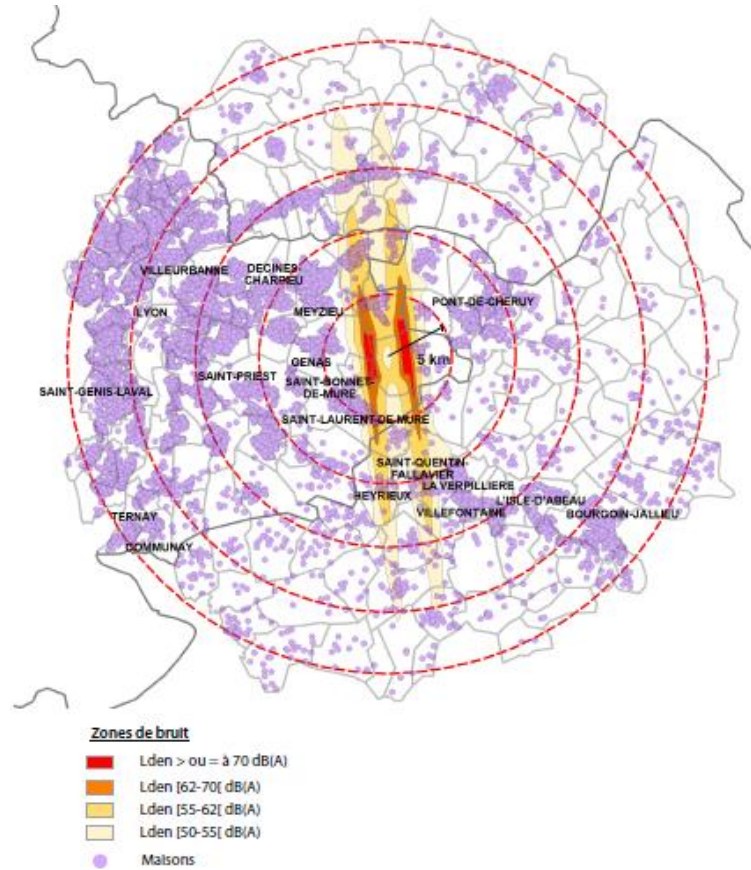 VILLEURBANNE
DECINES-
CHARPIEU
PONT-DE-CHERUY
LYON
MEYZIEU
5 km
GENAS
SAINT-PRIEST
SAINT-BONNET-
DE-MURE
SAINT-GENIS-LAVAL
SAINT-LAURENT-DE-MURE
SAINT-QUENTIN-
FALLAVIER
LA VERPILLIERE
HEYRIEUX
L'ISLE-D'ABEAU
VILLEFONTAINE
BOURGOIN-JALLIEU
TERNAY
COMMUNAY
Zones de bruit
Lden > ou = à 70 dB(A)
Lden [62-70[ dB(A)
Lden [55-62[ dB(A)
Lden [50-55[ dB(A)
Maisons